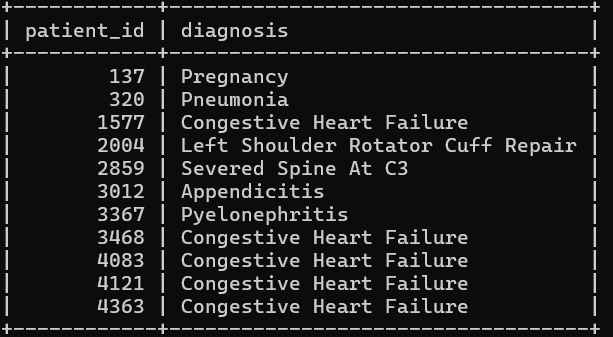 +------------+-----------------------------------+
| patient_id | diagnosis                         |
+------------+-----------------------------------+
|        137 | Pregnancy                         |
|        320 | Pneumonia                         |
|       1577 | Congestive Heart Failure          |
|       2004 | Left Shoulder Rotator Cuff Repair |
|       2859 | Severed Spine At C3               |
|       3012 | Appendicitis                      |
|       3367 | Pyelonephritis                    |
|       3468 | Congestive Heart Failure          |
|       4083 | Congestive Heart Failure          |
|       4121 | Congestive Heart Failure          |
|       4363 | Congestive Heart Failure          |
+------------+-----------------------------------+